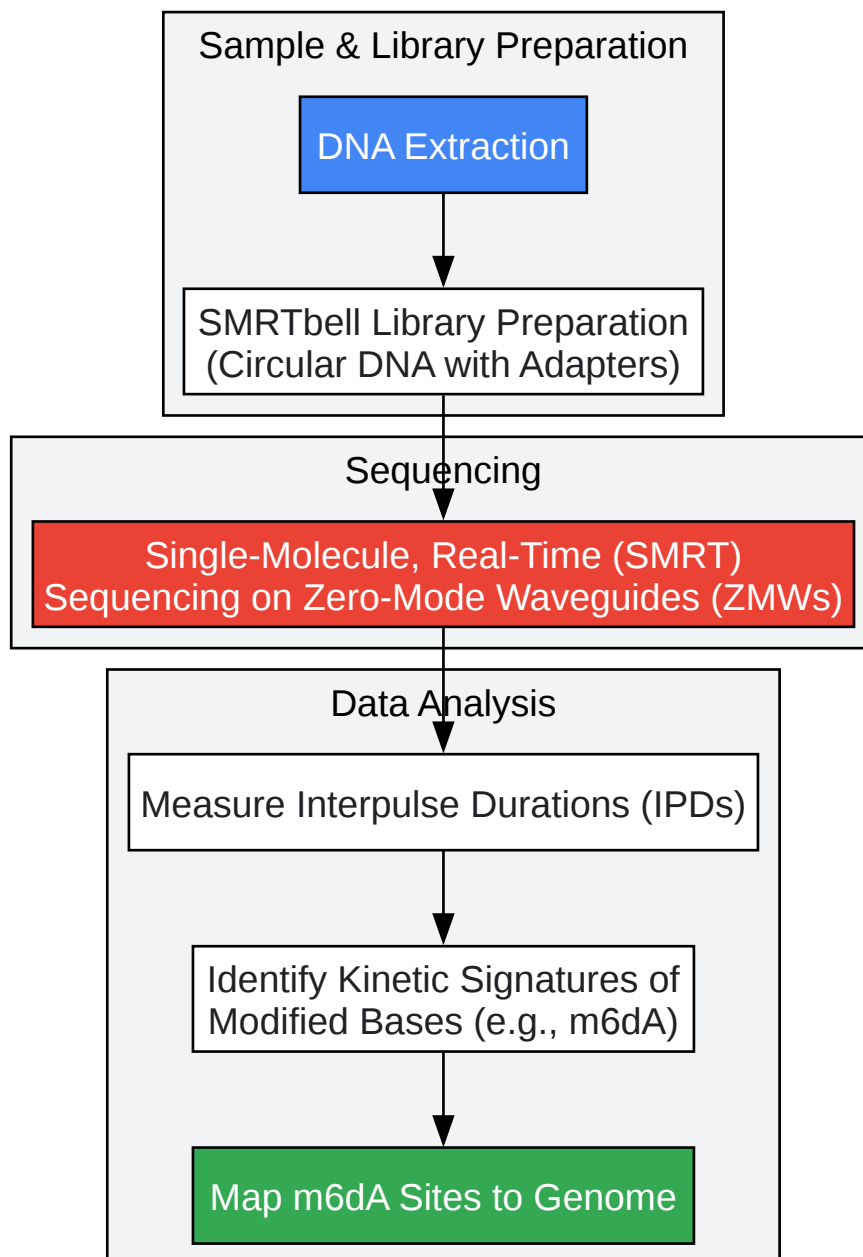 Sample & Library Preparation
DNA Extraction
SMRTbell Library Preparation
(Circular DNA with Adapters)
Sequencing
Single-Molecule, Real-Time (SMRT)
Sequencing on Zero-Mode Waveguides (ZMWs)
Data Analysis
Measure Interpulse Durations (IPDs)
Identify Kinetic Signatures of
Modified Bases (e.g., m6dA)
Map m6dA Sites to Genome